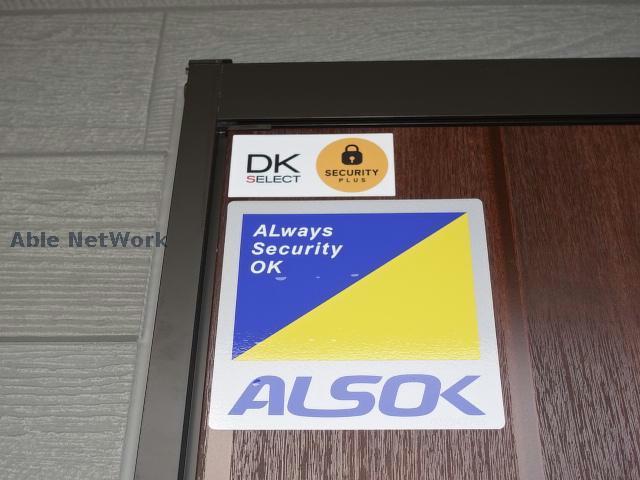 DK
SELECT
SECURITY
PLUS
ALways
Security
OK
Able NetWork
ALSOK